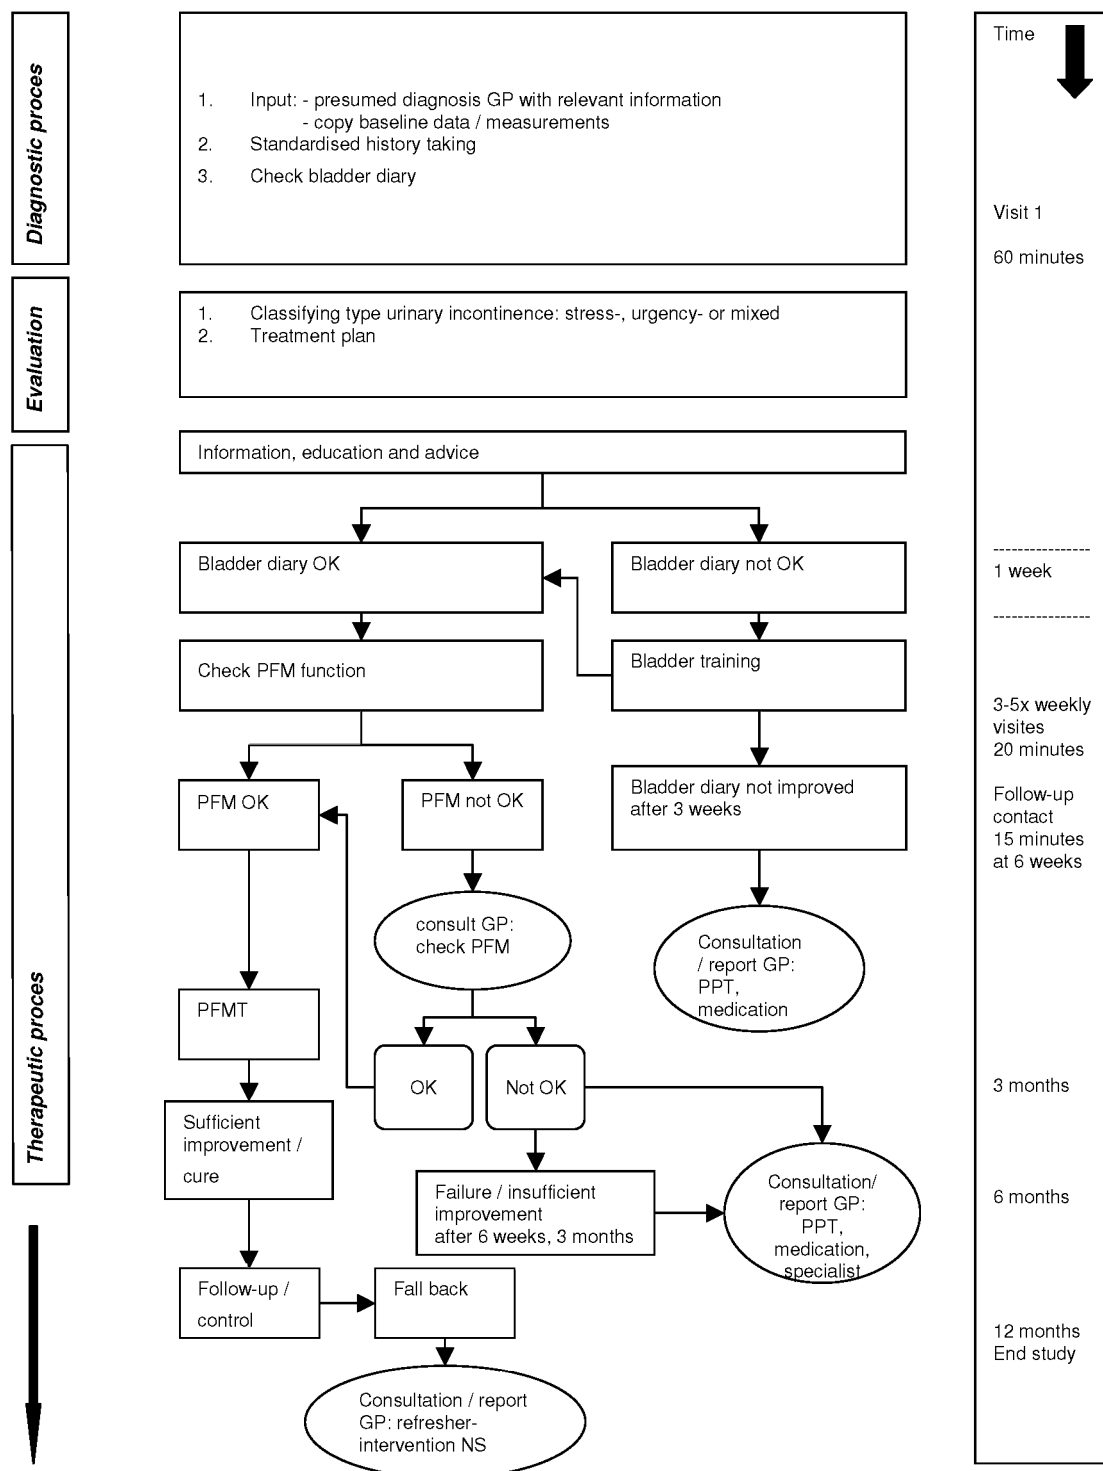 Diagnostic proces
1. Input: - presumed diagnosis GP with relevant information
- copy baseline data / measurements
2. Standardised history taking
3. Check bladder diary
Time
Visit 1
60 minutes
Evaluation
1. Classifying type urinary incontinence: stress-, urgency- or mixed
2. Treatment plan
Therapeutic proces
Information, education and advice
Bladder diary OK
Bladder diary not OK
---------------
1 week
---------------
Check PFM function
Bladder training
3-5x weekly
visites
20 minutes
PFM OK
PFM not OK
Bladder diary not improved
after 3 weeks
Follow-up
contact
15 minutes
at 6 weeks
consult GP:
check PFM
Consultation
/ report GP:
PPT,
medication
PFMT
OK
Not OK
3 months
Sufficient
improvement /
cure
Failure / insufficient
improvement
after 6 weeks, 3 months
Consultation/
report GP:
PPT,
medication,
specialist
6 months
Follow-up /
control
Fall back
12 months
End study
Consultation / report
GP: refresher-
intervention NS